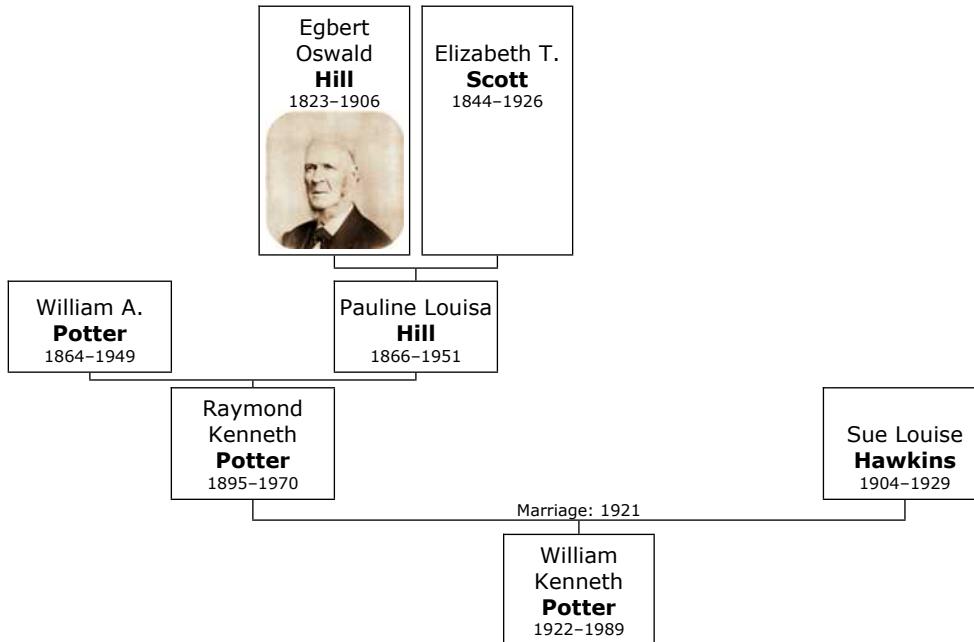 Egbert
Oswald
Hill
1823–1906
Elizabeth T.
Scott
1844–1926
William A.
Potter
1864–1949
Pauline Louisa
Hill
1866–1951
Raymond
Kenneth
Potter
1895–1970
Sue Louise
Hawkins
1904–1929
Marriage: 1921
William
Kenneth
Potter
1922–1989